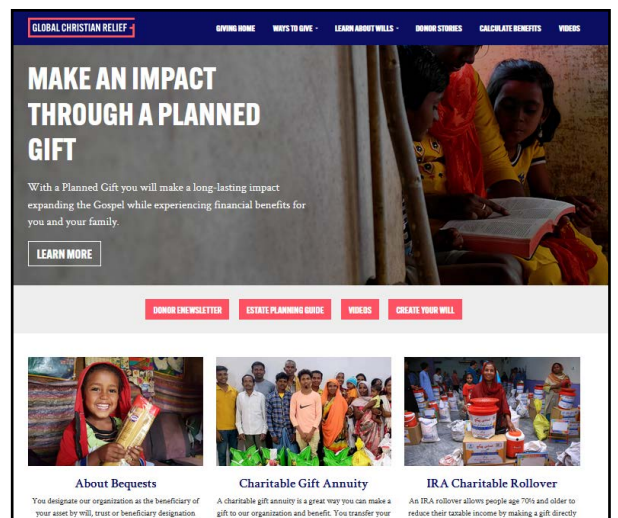 GLOBAL CHRISTIAN RELIEF
GIVING HOME
WAYS TO GIVE
LEARN ABOUT WILLS
DONOR STORIES
CALCULATE BENEFITS
VIDEOS
MAKE AN IMPACT
THROUGH A PLANNED
GIFT
With a Planned Gift you will make a long-lasting impact
expanding the Gospel while experiencing financial benefits for
you and your family.
LEARN MORE
DONOR ENEWSLETTER
ESTATE PLANNING GUIDE
VIDEOS
CREATE YOUR WILL
About Bequests
You designate our organization as the beneficiary of
your asset by will, trust or beneficiary designation
Charitable Gift Annuity
A charitable gift annuity is a great way you can make a
gift to our organization and benefit. You transfer your
IRA Charitable Rollover
An IRA rollover allows people age 70½ and older to
reduce their taxable income by making a gift directly